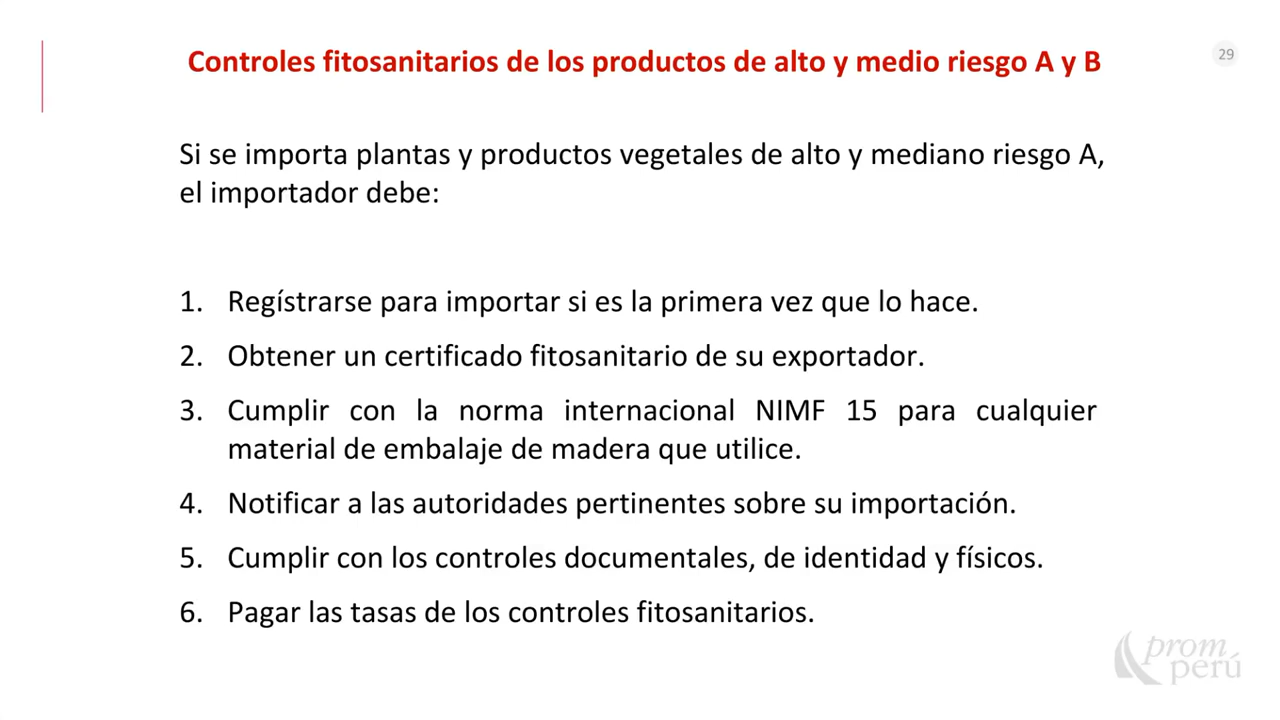 Controles fitosanitarios de los productos de alto y medio riesgo A y B
29
Si se importa plantas y productos vegetales de alto y mediano riesgo A,
el importador debe:
1. Regístrarse para importar si es la primera vez que lo hace.
2. Obtener un certificado fitosanitario de su exportador.
3. Cumplir con la norma internacional NIMF 15 para cualquier
material de embalaje de madera que utilice.
4. Notificar a las autoridades pertinentes sobre su importación.
5. Cumplir con los controles documentales, de identidad y físicos.
6. Pagar las tasas de los controles fitosanitarios.
prom
perú